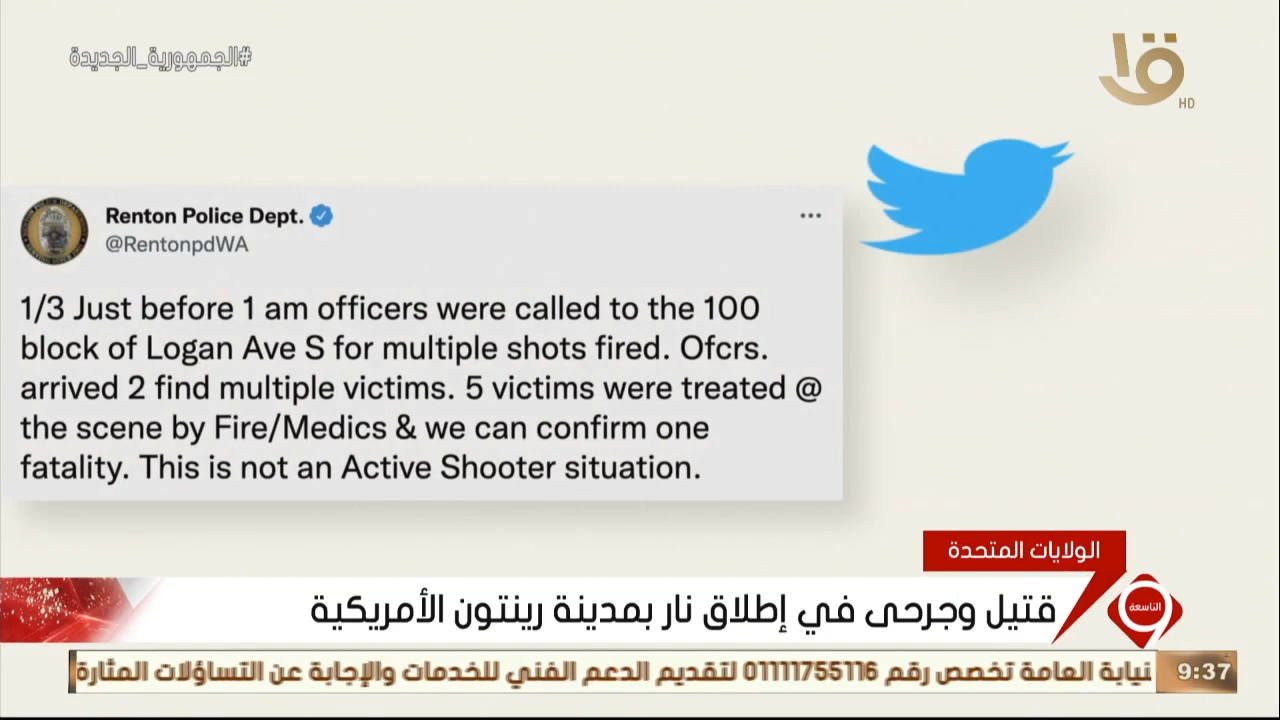 #الجمهورية_الجديدة
HD
Renton Police Dept.
@RentonpdWA
1/3 Just before 1 am officers were called to the 100
block of Logan Ave S for multiple shots fired. Ofcrs.
arrived 2 find multiple victims. 5 victims were treated @
the scene by Fire/Medics & we can confirm one
fatality. This is not an Active Shooter situation.
الولايات المتحدة
التاسعة
قتيل وجرحى في إطلاق نار بمدينة رينتون الأمريكية
نيابة العامة تخصص رقم 01111755116 لتقديم الدعم الفني للخدمات والإجابة عن التساؤلات المثارة
9:37